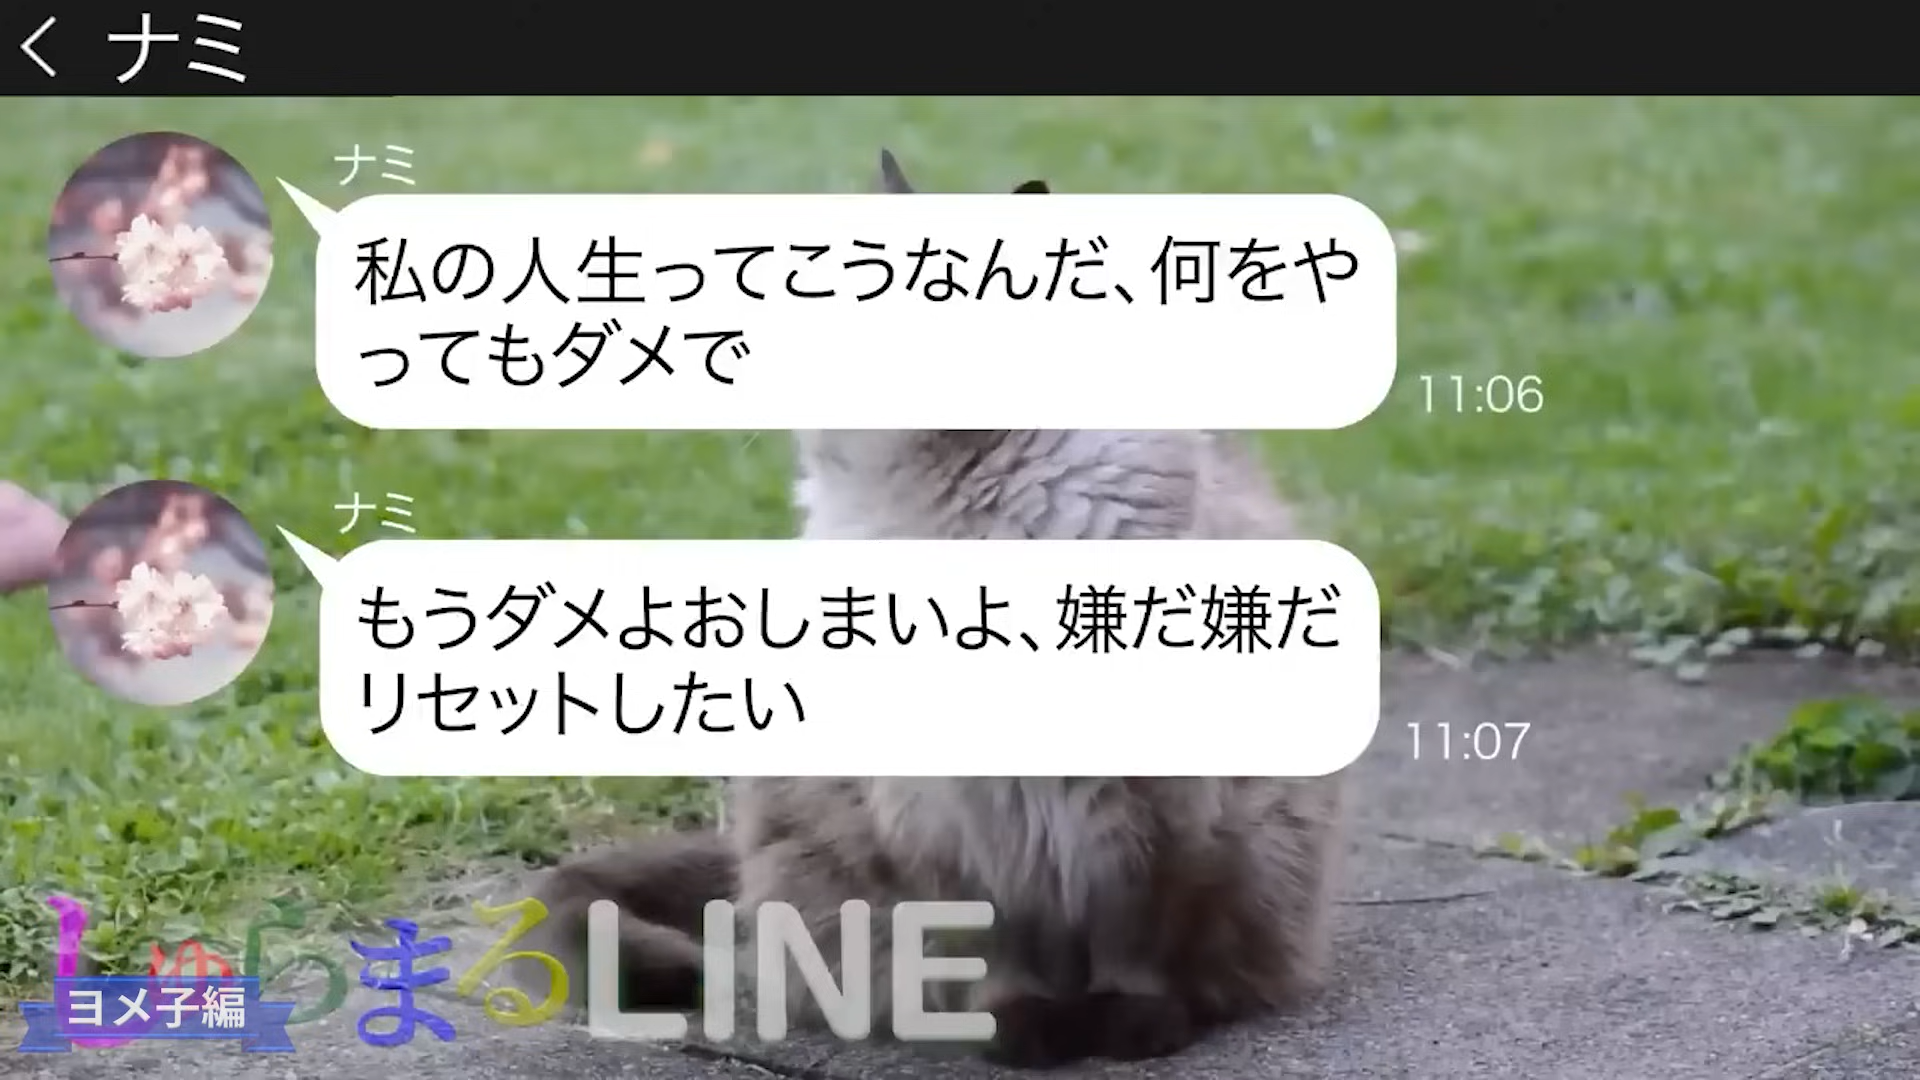 ナミ
ナミ
私の人生ってこうなんだ、何をや
ってもダメで
11:06
ナミ
もうダメよおしまいよ、嫌だ嫌だ
リセットしたい
11:07
しゅらまるLINE
ヨメ子編